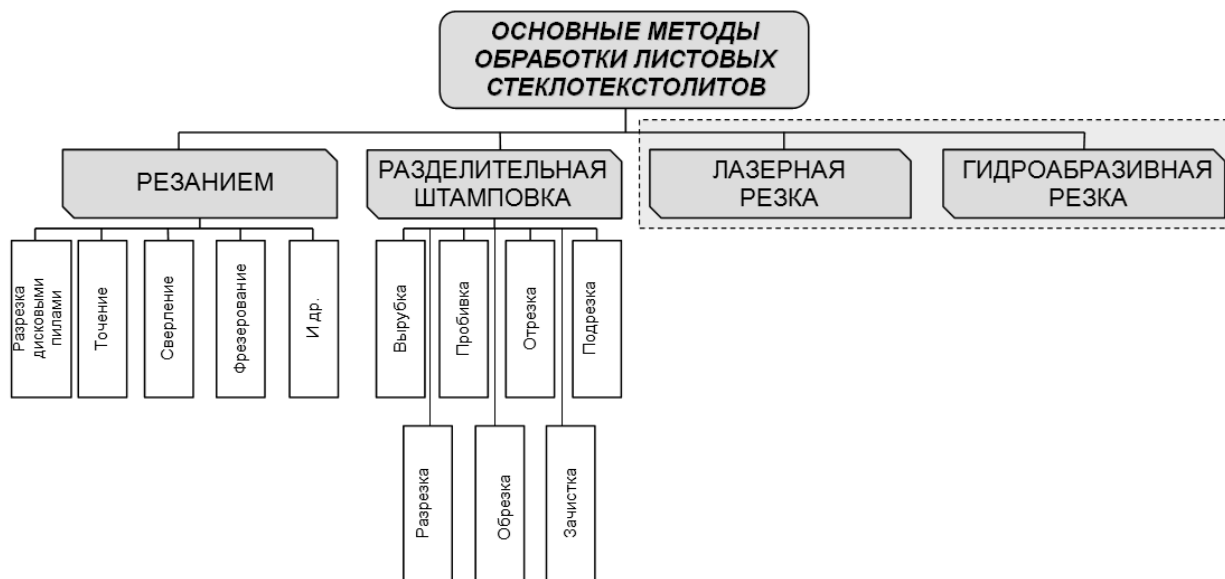 ОСНОВНЫЕ МЕТОДЫ
ОБРАБОТКИ ЛИСТОВЫХ
СТЕКЛОТЕКСТОЛИТОВ
РЕЗАНИЕМ
РАЗДЕЛИТЕЛЬНАЯ
ШТАМПОВКА
ЛАЗЕРНАЯ
РЕЗКА
ГИДРОАБРАЗИВНАЯ
РЕЗКА
Разрезка
дисковыми
пилами
Точение
Сверление
Фрезерование
И др.
Вырубка
Пробивка
Отрезка
Подрезка
Разрезка
Обрезка
Зачистка